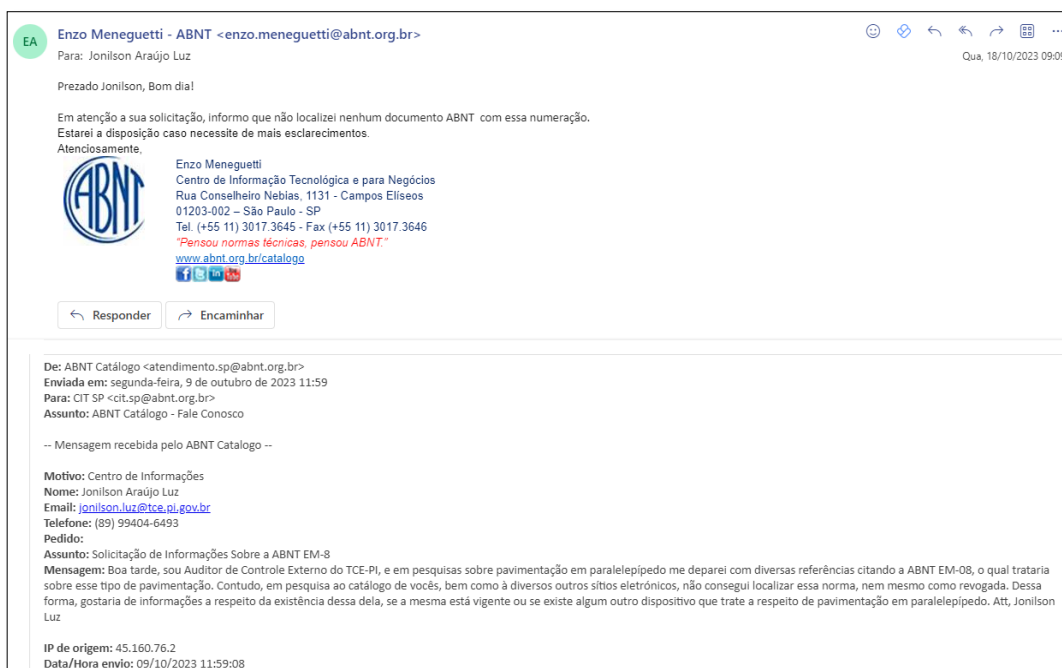 EA
Enzo Meneguetti - ABNT <enzo.meneguetti@abnt.org.br>
Para: Jonilson Araújo Luz
Qua, 18/10/2023 09:09
Prezado Jonilson, Bom dia!
Em atenção a sua solicitação, informo que não localizei nenhum documento ABNT com essa numeração.
Estarei a disposição caso necessite de mais esclarecimentos.
Atenciosamente,
ABNT
Enzo Meneguetti
Centro de Informação Tecnológica e para Negócios
Rua Conselheiro Nebias, 1131 - Campos Elíseos
01203-002 – São Paulo - SP
Tel. (+55 11) 3017.3645 - Fax (+55 11) 3017.3646
"Pensou normas técnicas, pensou ABNT."
www.abnt.org.br/catalogo
Responder
Encaminhar
De: ABNT Catálogo <atendimento.sp@abnt.org.br>
Enviada em: segunda-feira, 9 de outubro de 2023 11:59
Para: CIT SP <cit.sp@abnt.org.br>
Assunto: ABNT Catálogo - Fale Conosco
-- Mensagem recebida pelo ABNT Catalogo --
Motivo: Centro de Informações
Nome: Jonilson Araújo Luz
Email: jonilson.luz@tce.pi.gov.br
Telefone: (89) 99404-6493
Pedido:
Assunto: Solicitação de Informações Sobre a ABNT EM-8
Mensagem: Boa tarde, sou Auditor de Controle Externo do TCE-PI, e em pesquisas sobre pavimentação em paralelepípedo me deparei com diversas referências citando a ABNT EM-08, o qual trataria
sobre esse tipo de pavimentação. Contudo, em pesquisa ao catálogo de vocês, bem como à diversos outros sítios eletrônicos, não consegui localizar essa norma, nem mesmo como revogada. Dessa
forma, gostaria de informações a respeito da existência dessa dela, se a mesma está vigente ou se existe algum outro dispositivo que trate a respeito de pavimentação em paralelepípedo. Att, Jonilson
Luz
IP de origem: 45.160.76.2
Data/Hora envio: 09/10/2023 11:59:08